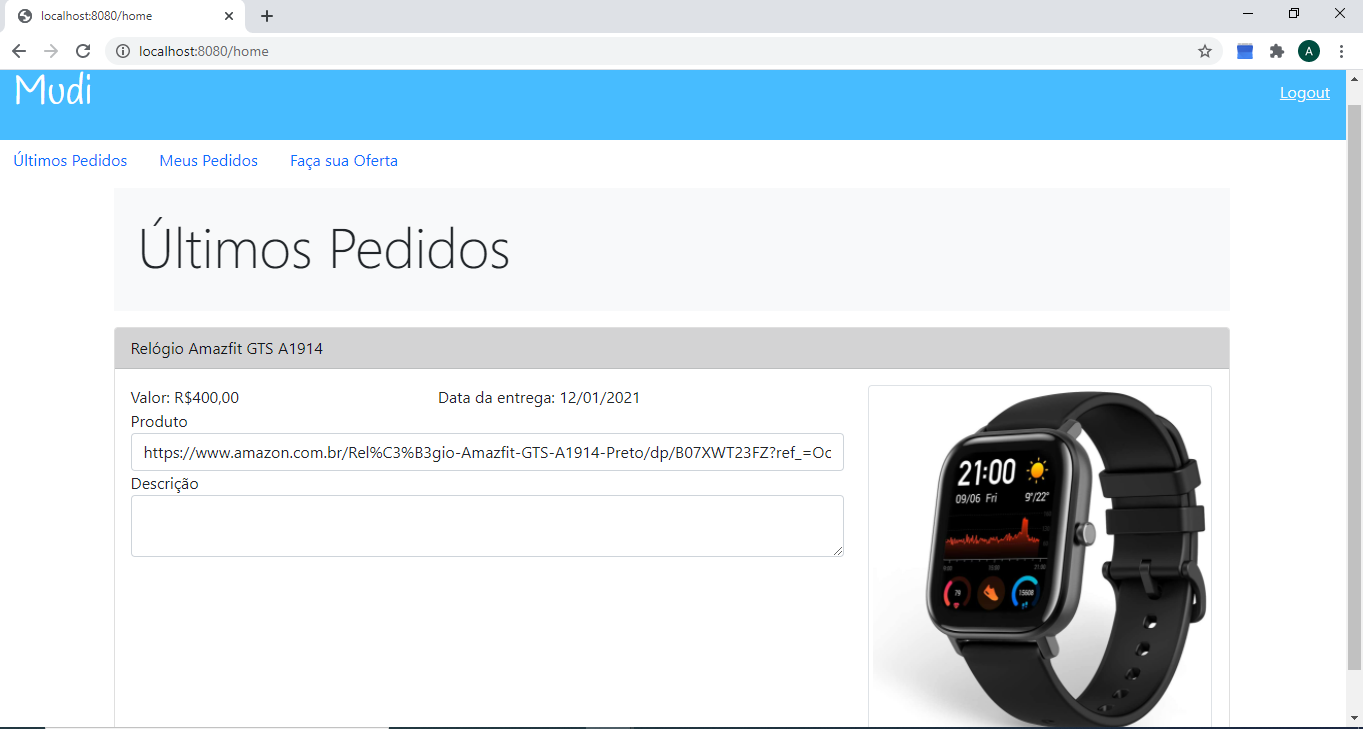 localhost:8080/home
localhost:8080/home
A
Mudi
Logout
Últimos Pedidos
Meus Pedidos
Faça sua Oferta
Últimos Pedidos
Relógio Amazfit GTS A1914
Valor: R$400,00
Data da entrega: 12/01/2021
Produto
https://www.amazon.com.br/Rel%C3%B3gio-Amazfit-GTS-A1914-Preto/dp/B07XWT23FZ?ref_=Oc
Descrição
21:00
09/06 Fri
9°/22°
79
15608